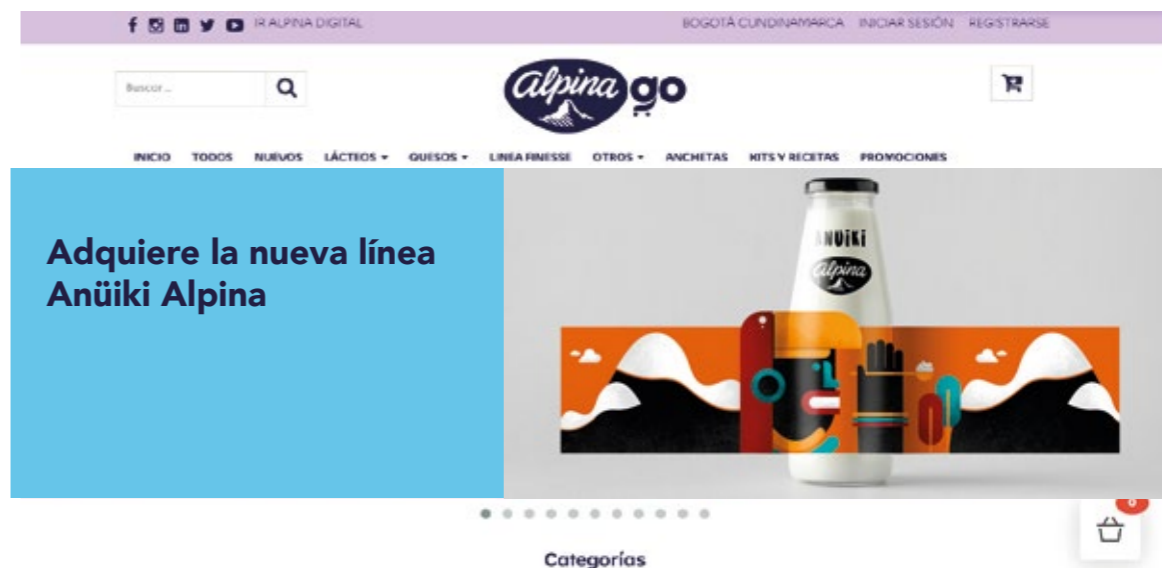 IR ALPINA DIGITAL
BOGOTÁ CUNDINAMARCA INICIAR SESIÓN REGISTRARSE
Buscar...
alpina go
INICIO TODOS NUEVOS LÁCTEOS QUESOS LINEA FINESSE OTROS ANCHETAS KITS Y RECETAS PROMOCIONES
Adquiere la nueva línea
Anüiki Alpina
ANUïKi
alpina
0
Categorías